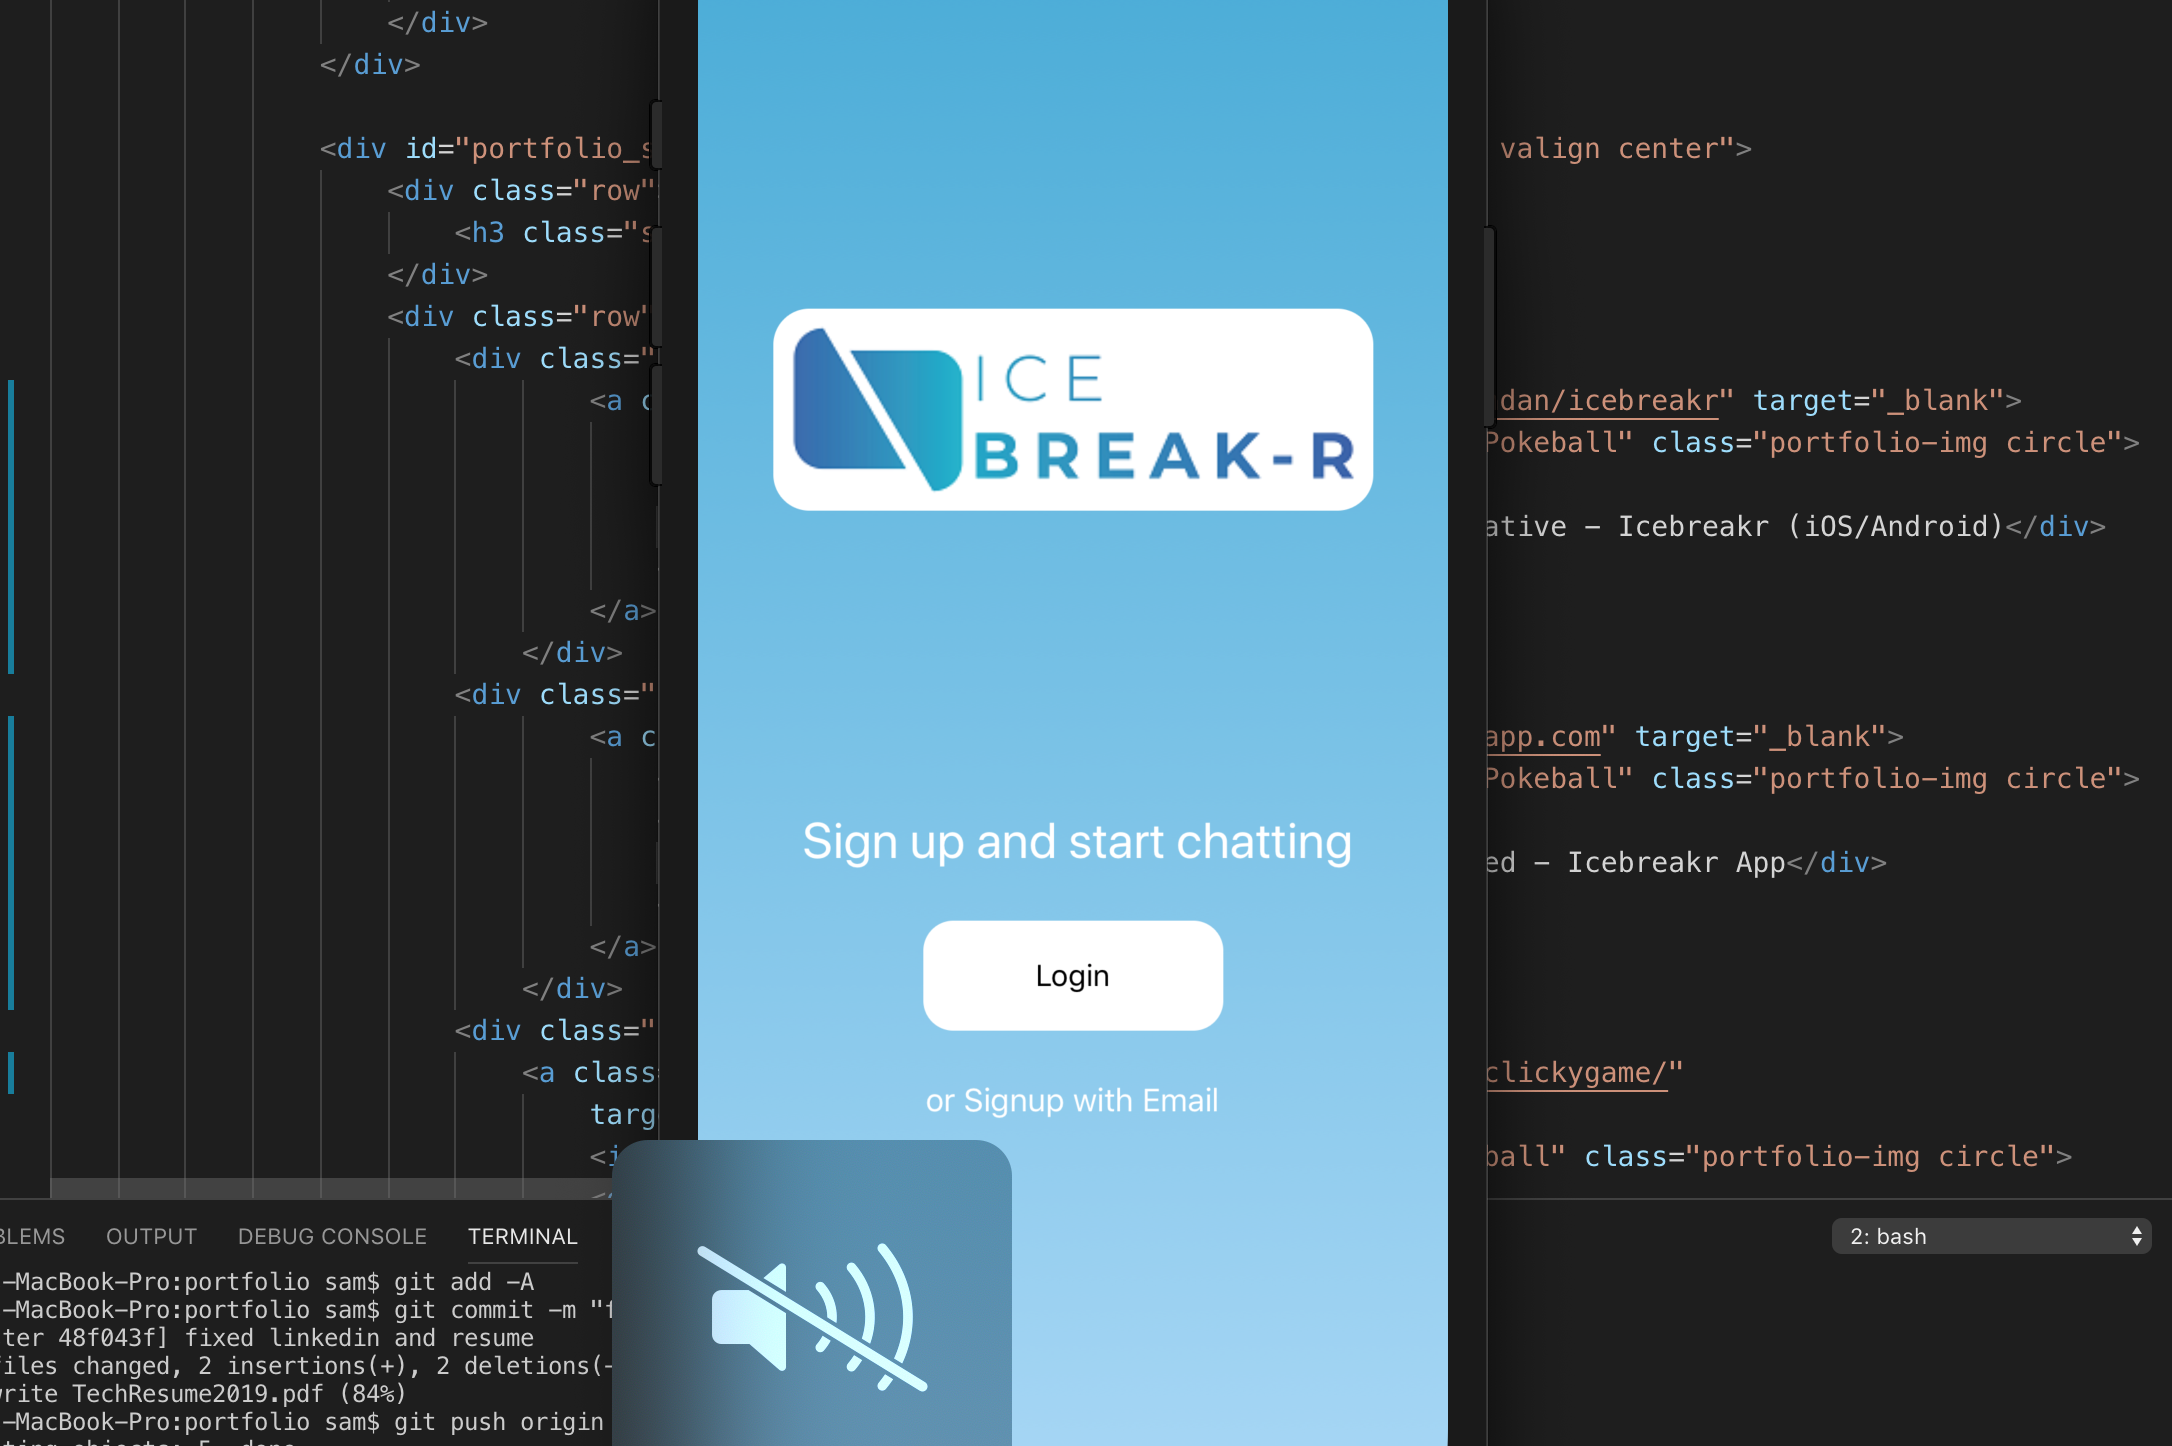 </div>
</div>
<div id="portfolio_s
valign center">
<div class="row"
<h3 class="s
</div>
<div class="row"
<div class="
<a c
dan/icebreakr" target="_blank">
Pokeball" class="portfolio-img circle">
ative - Icebreakr (iOS/Android)</div>
</a>
</div>
<div class="
<a c
app.com" target="_blank">
Pokeball" class="portfolio-img circle">
ed - Icebreakr App</div>
</a>
</div>
<div class="
<a class=
clickygame/"
targ
<i
ball" class="portfolio-img circle">
ICE
BREAK-R
Sign up and start chatting
Login
or Signup with Email
BLEMS OUTPUT DEBUG CONSOLE TERMINAL
2: bash
-MacBook-Pro:portfolio sam$ git add -A
-MacBook-Pro:portfolio sam$ git commit -m "f
ter 48f043f] fixed linkedin and resume
files changed, 2 insertions(+), 2 deletions(-
write TechResume2019.pdf (84%)
-MacBook-Pro:portfolio sam$ git push origin